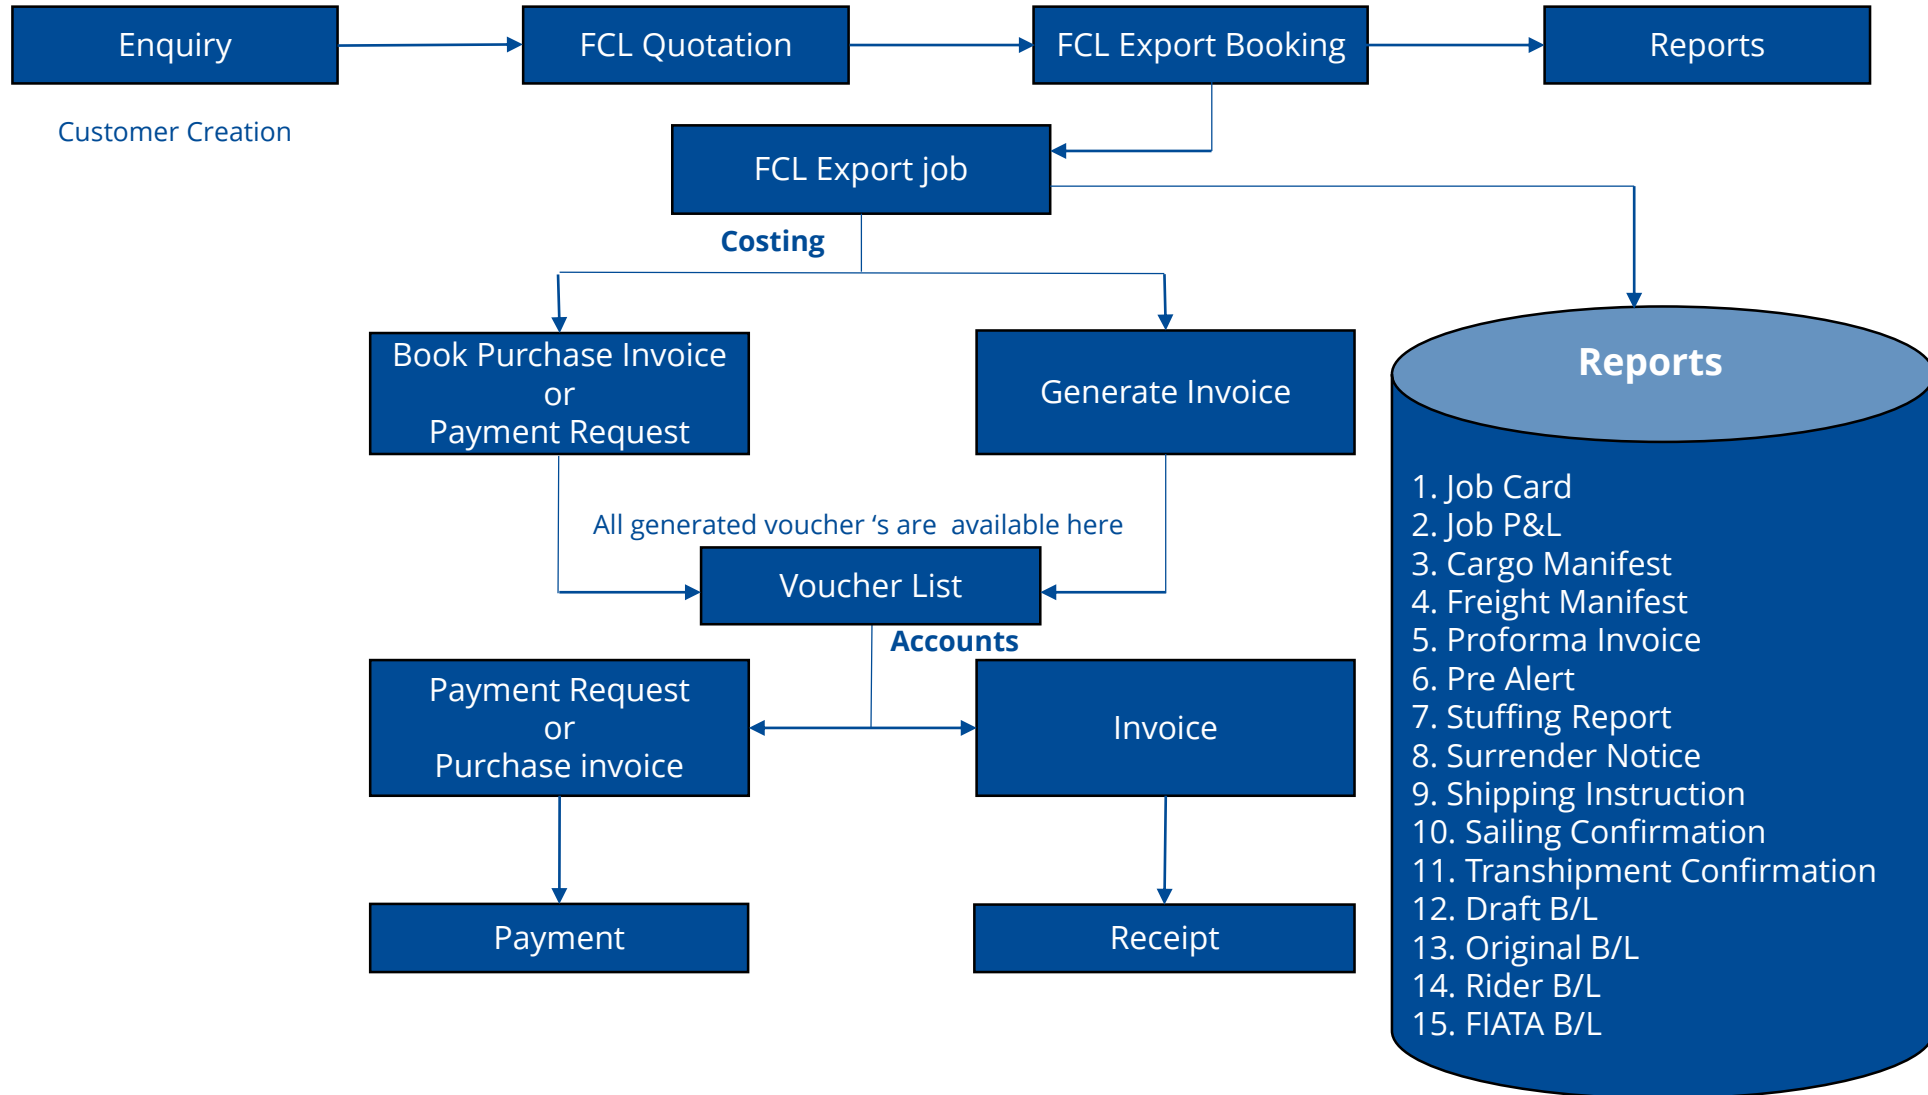 Enquiry
FCL Quotation
FCL Export Booking
Reports
Customer Creation
FCL Export job
Costing
Book Purchase Invoice
or
Payment Request
Generate Invoice
All generated voucher ‘s are  available here
Voucher List
Accounts
Payment Request
or
Purchase invoice
Invoice
Payment
Receipt
Reports
1. Job Card
2. Job P&L
3. Cargo Manifest
4. Freight Manifest
5. Proforma Invoice
6. Pre Alert
7. Stuffing Report
8. Surrender Notice
9. Shipping Instruction
10. Sailing Confirmation
11. Transhipment Confirmation
12. Draft B/L
13. Original B/L
14. Rider B/L
15. FIATA B/L